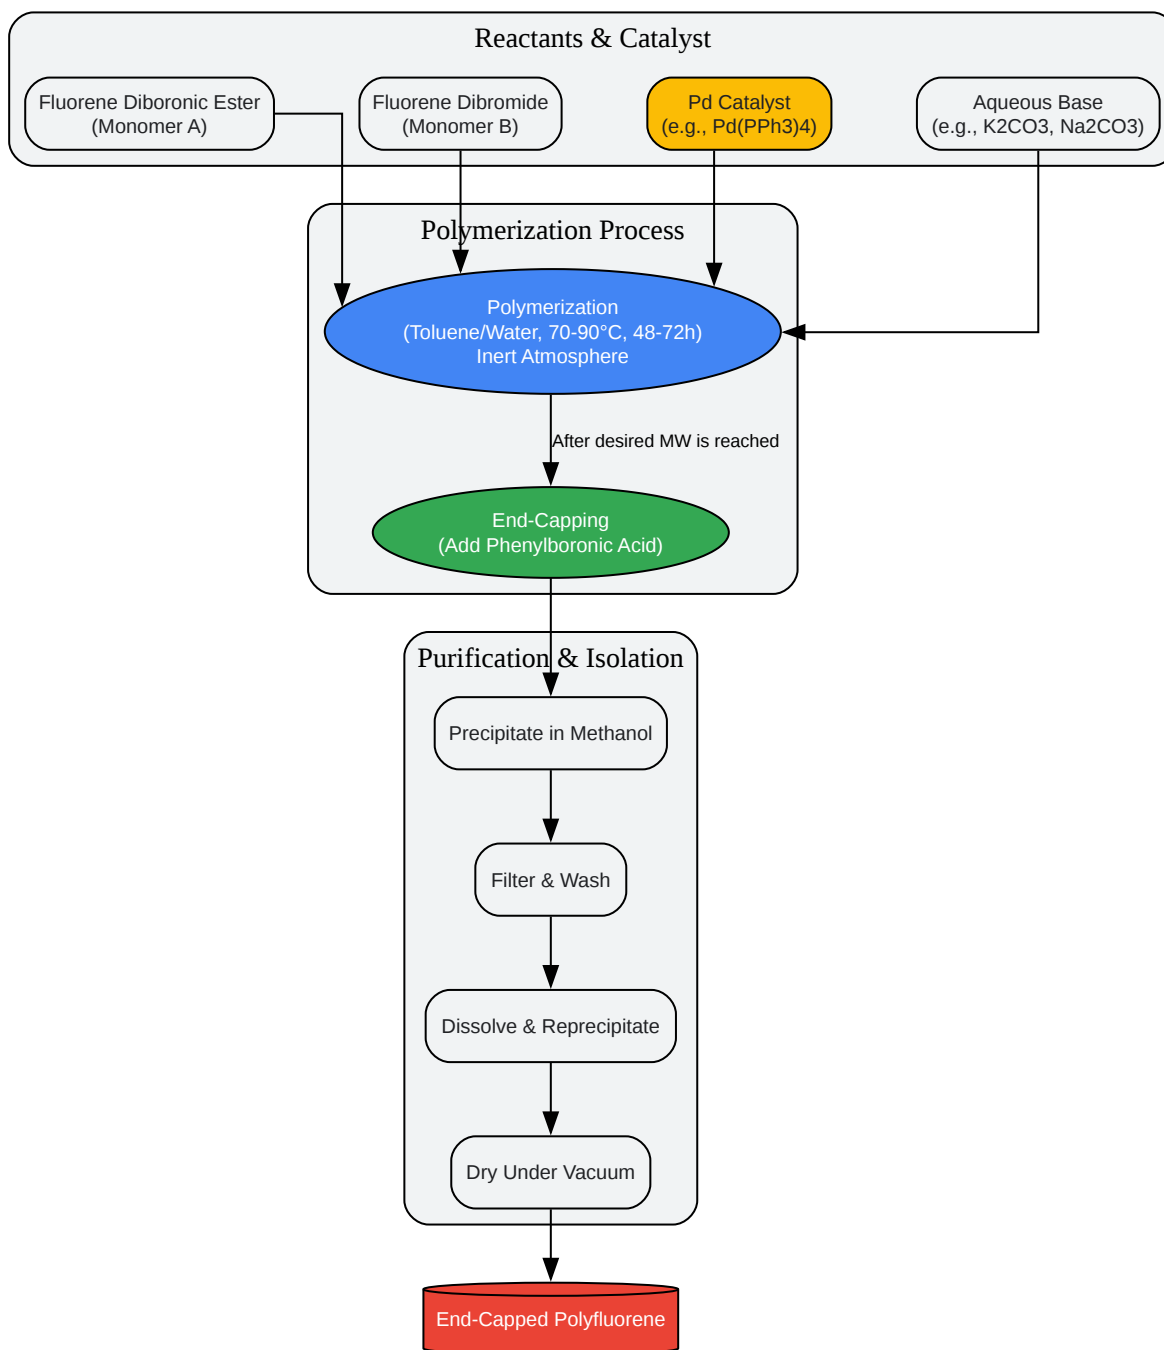 Reactants & Catalyst
Fluorene Diboronic Ester
(Monomer A)
Fluorene Dibromide
(Monomer B)
Pd Catalyst
(e.g., Pd(PPh3)4)
Aqueous Base
(e.g., K2CO3, Na2CO3)
Polymerization Process
Polymerization
(Toluene/Water, 70-90°C, 48-72h)
Inert Atmosphere
After desired MW is reached
End-Capping
(Add Phenylboronic Acid)
Purification & Isolation
Precipitate in Methanol
Filter & Wash
Dissolve & Reprecipitate
Dry Under Vacuum
End-Capped Polyfluorene